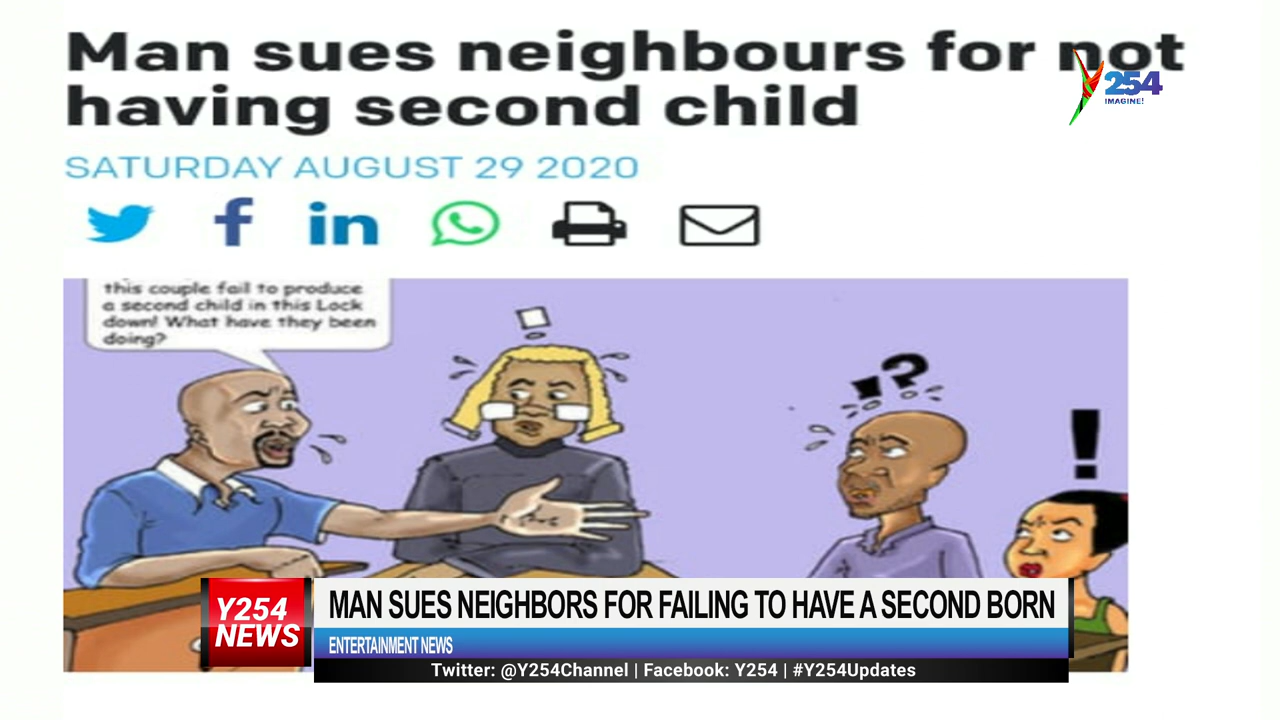 Man sues neighbours for not
having second child
Y254
IMAGINE!
SATURDAY AUGUST 29 2020
this couple fail to produce
a second child in this Lock
down! What have they been
doing?
!?
!
Y254
NEWS
MAN SUES NEIGHBORS FOR FAILING TO HAVE A SECOND BORN
ENTERTAINMENT NEWS
Twitter: @Y254Channel | Facebook: Y254 | #Y254Updates